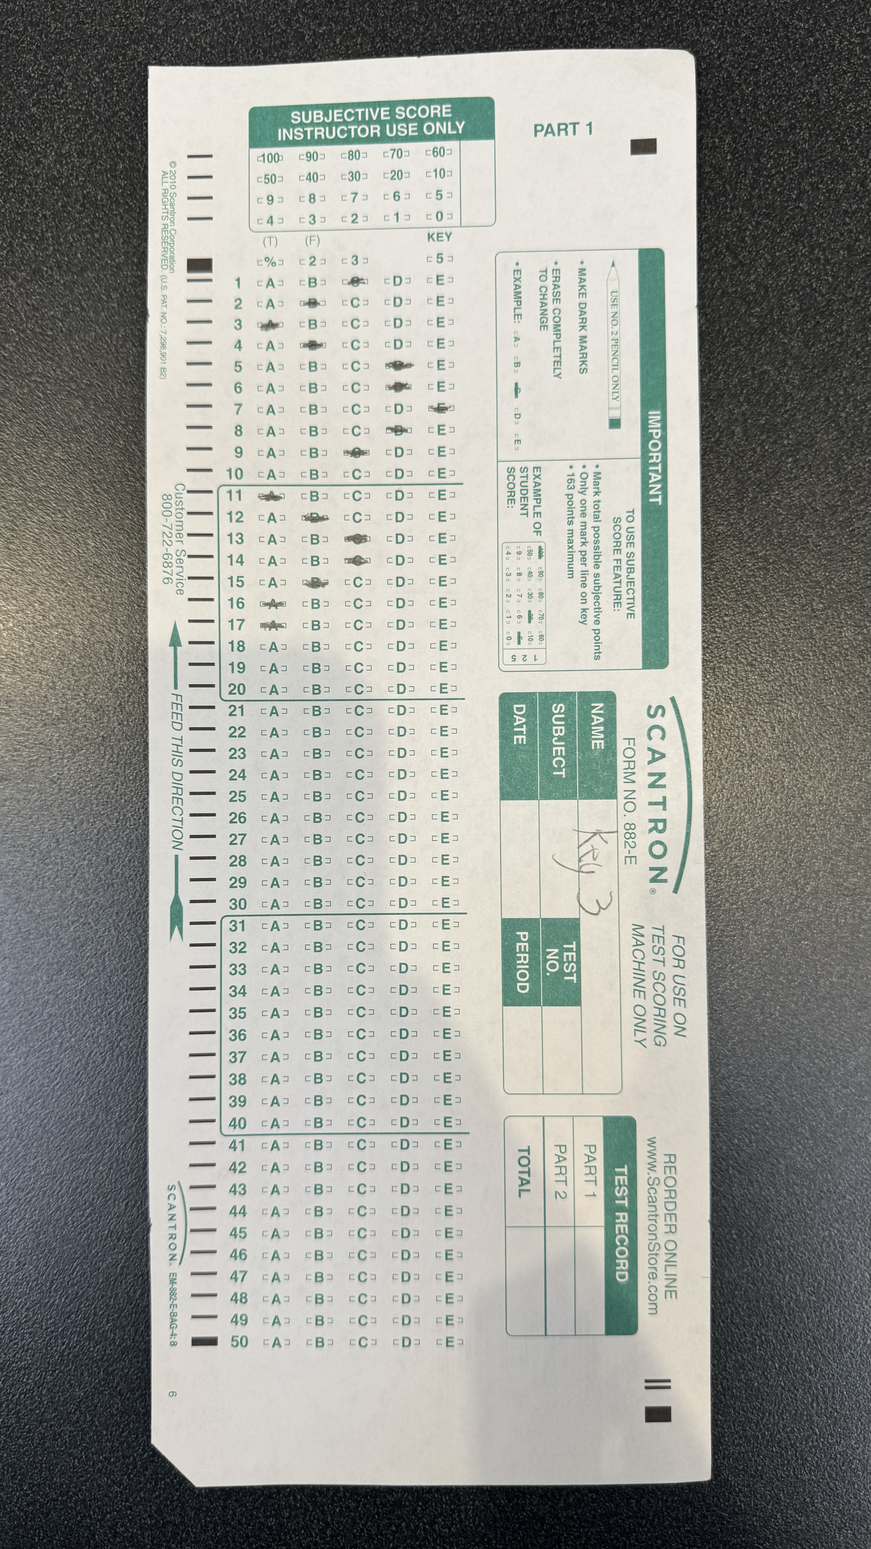 SUBJECTIVE SCORE
INSTRUCTOR USE ONLY
100 90 80 70 60
50 40 30 20 10
9 8 7 6 5
4 3 2 1 0
PART 1
(T) (F) KEY
% 2 3 5
1 A B D E
2 A C D E
3 B C D E
4 A C D E
5 A B C E
6 A B C E
7 A B C D
8 A B C E
9 A B D E
10 A B C D E
11 B C D E
12 A C D E
13 A B D E
14 A B D E
15 A C D E
16 B C D E
17 B C D E
18 A B C D E
19 A B C D E
20 A B C D E
21 A B C D E
22 A B C D E
23 A B C D E
24 A B C D E
25 A B C D E
26 A B C D E
27 A B C D E
28 A B C D E
29 A B C D E
30 A B C D E
31 A B C D E
32 A B C D E
33 A B C D E
34 A B C D E
35 A B C D E
36 A B C D E
37 A B C D E
38 A B C D E
39 A B C D E
40 A B C D E
41 A B C D E
42 A B C D E
43 A B C D E
44 A B C D E
45 A B C D E
46 A B C D E
47 A B C D E
48 A B C D E
49 A B C D E
50 A B C D E
IMPORTANT
USE NO. 2 PENCIL ONLY
• MAKE DARK MARKS
• ERASE COMPLETELY
TO CHANGE
• EXAMPLE: A B D E
TO USE SUBJECTIVE
SCORE FEATURE:
• Mark total possible subjective points
• Only one mark per line on key
• 163 points maximum
EXAMPLE OF
STUDENT
SCORE:
90 80 70 60
50 40 30 10
9 8 7 6
4 3 2 1 0
1
2
5
SCANTRON®
FORM NO. 882-E
FOR USE ON
TEST SCORING
MACHINE ONLY
REORDER ONLINE
www.ScantronStore.com
NAME Key 3
SUBJECT
TEST
NO.
DATE
PERIOD
TEST RECORD
PART 1
PART 2
TOTAL
© 2010 Scantron Corporation
ALL RIGHTS RESERVED. (U.S. PAT. NO.: 7,298,901 B2)
Customer Service
800-722-6876
FEED THIS DIRECTION
SCANTRON. EM-882-E-BAG-4: 8
6